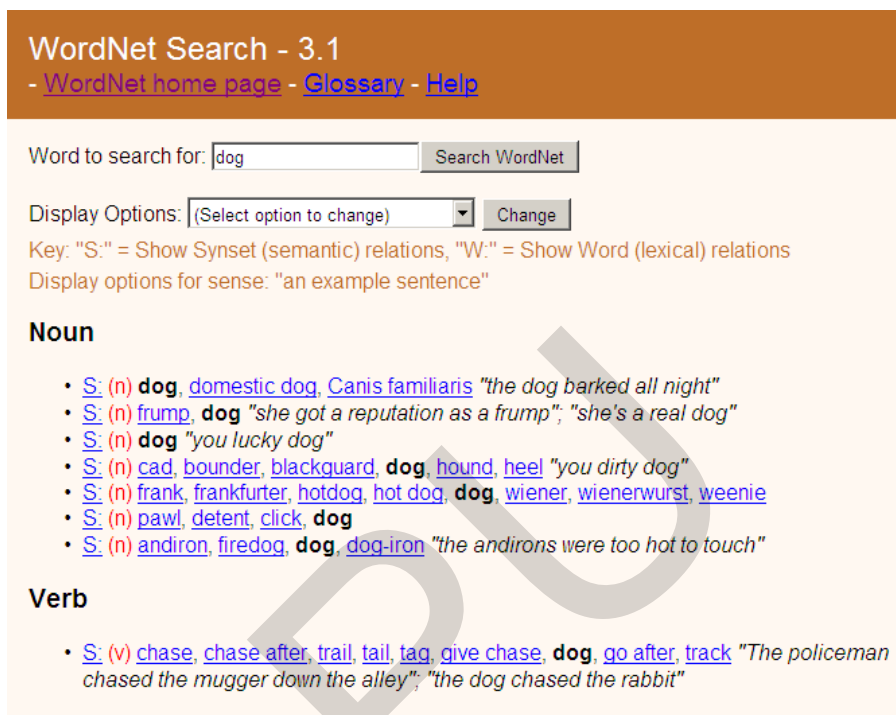 WordNet Search - 3.1
- WordNet home page - Glossary - Help
Word to search for: dog Search WordNet
Display Options: (Select option to change) Change
Key: "S:" = Show Synset (semantic) relations, "W:" = Show Word (lexical) relations
Display options for sense: "an example sentence"
Noun
• S: (n) dog, domestic dog, Canis familiaris "the dog barked all night"
• S: (n) frump, dog "she got a reputation as a frump"; "she's a real dog"
• S: (n) dog "you lucky dog"
• S: (n) cad, bounder, blackguard, dog, hound, heel "you dirty dog"
• S: (n) frank, frankfurter, hotdog, hot dog, dog, wiener, wienerwurst, weenie
• S: (n) pawl, detent, click, dog
• S: (n) andiron, firedog, dog, dog-iron "the andirons were too hot to touch"
Verb
• S: (v) chase, chase after, trail, tail, tag, give chase, dog, go after, track "The policeman
chased the mugger down the alley"; "the dog chased the rabbit"